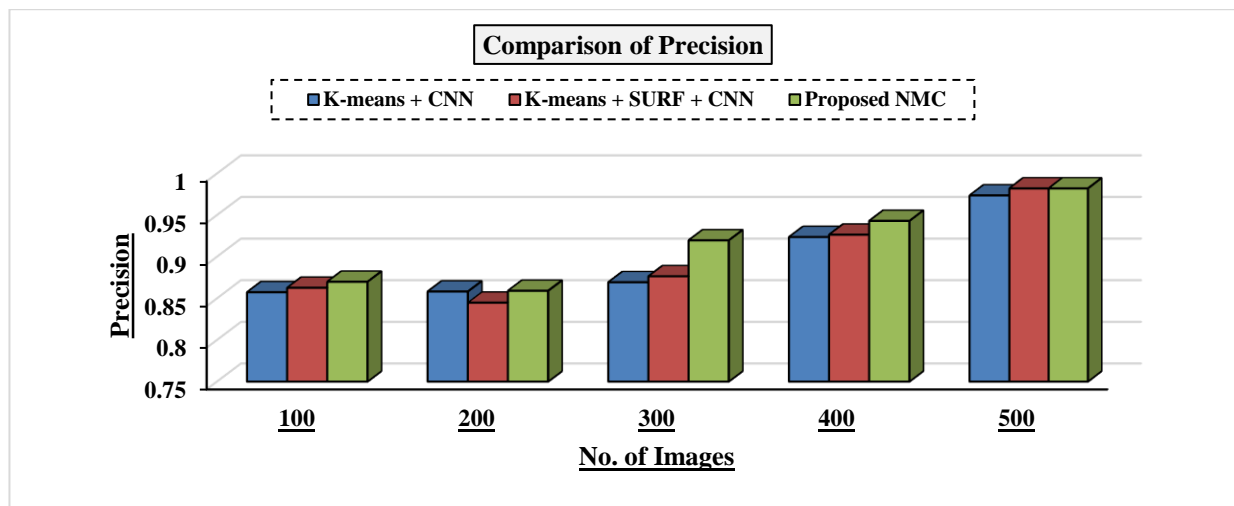 Comparison of Precision
K-means + CNN K-means + SURF + CNN Proposed NMC
1
0.95
0.9
0.85
0.8
0.75
Precision
100 200 300 400 500
No. of Images